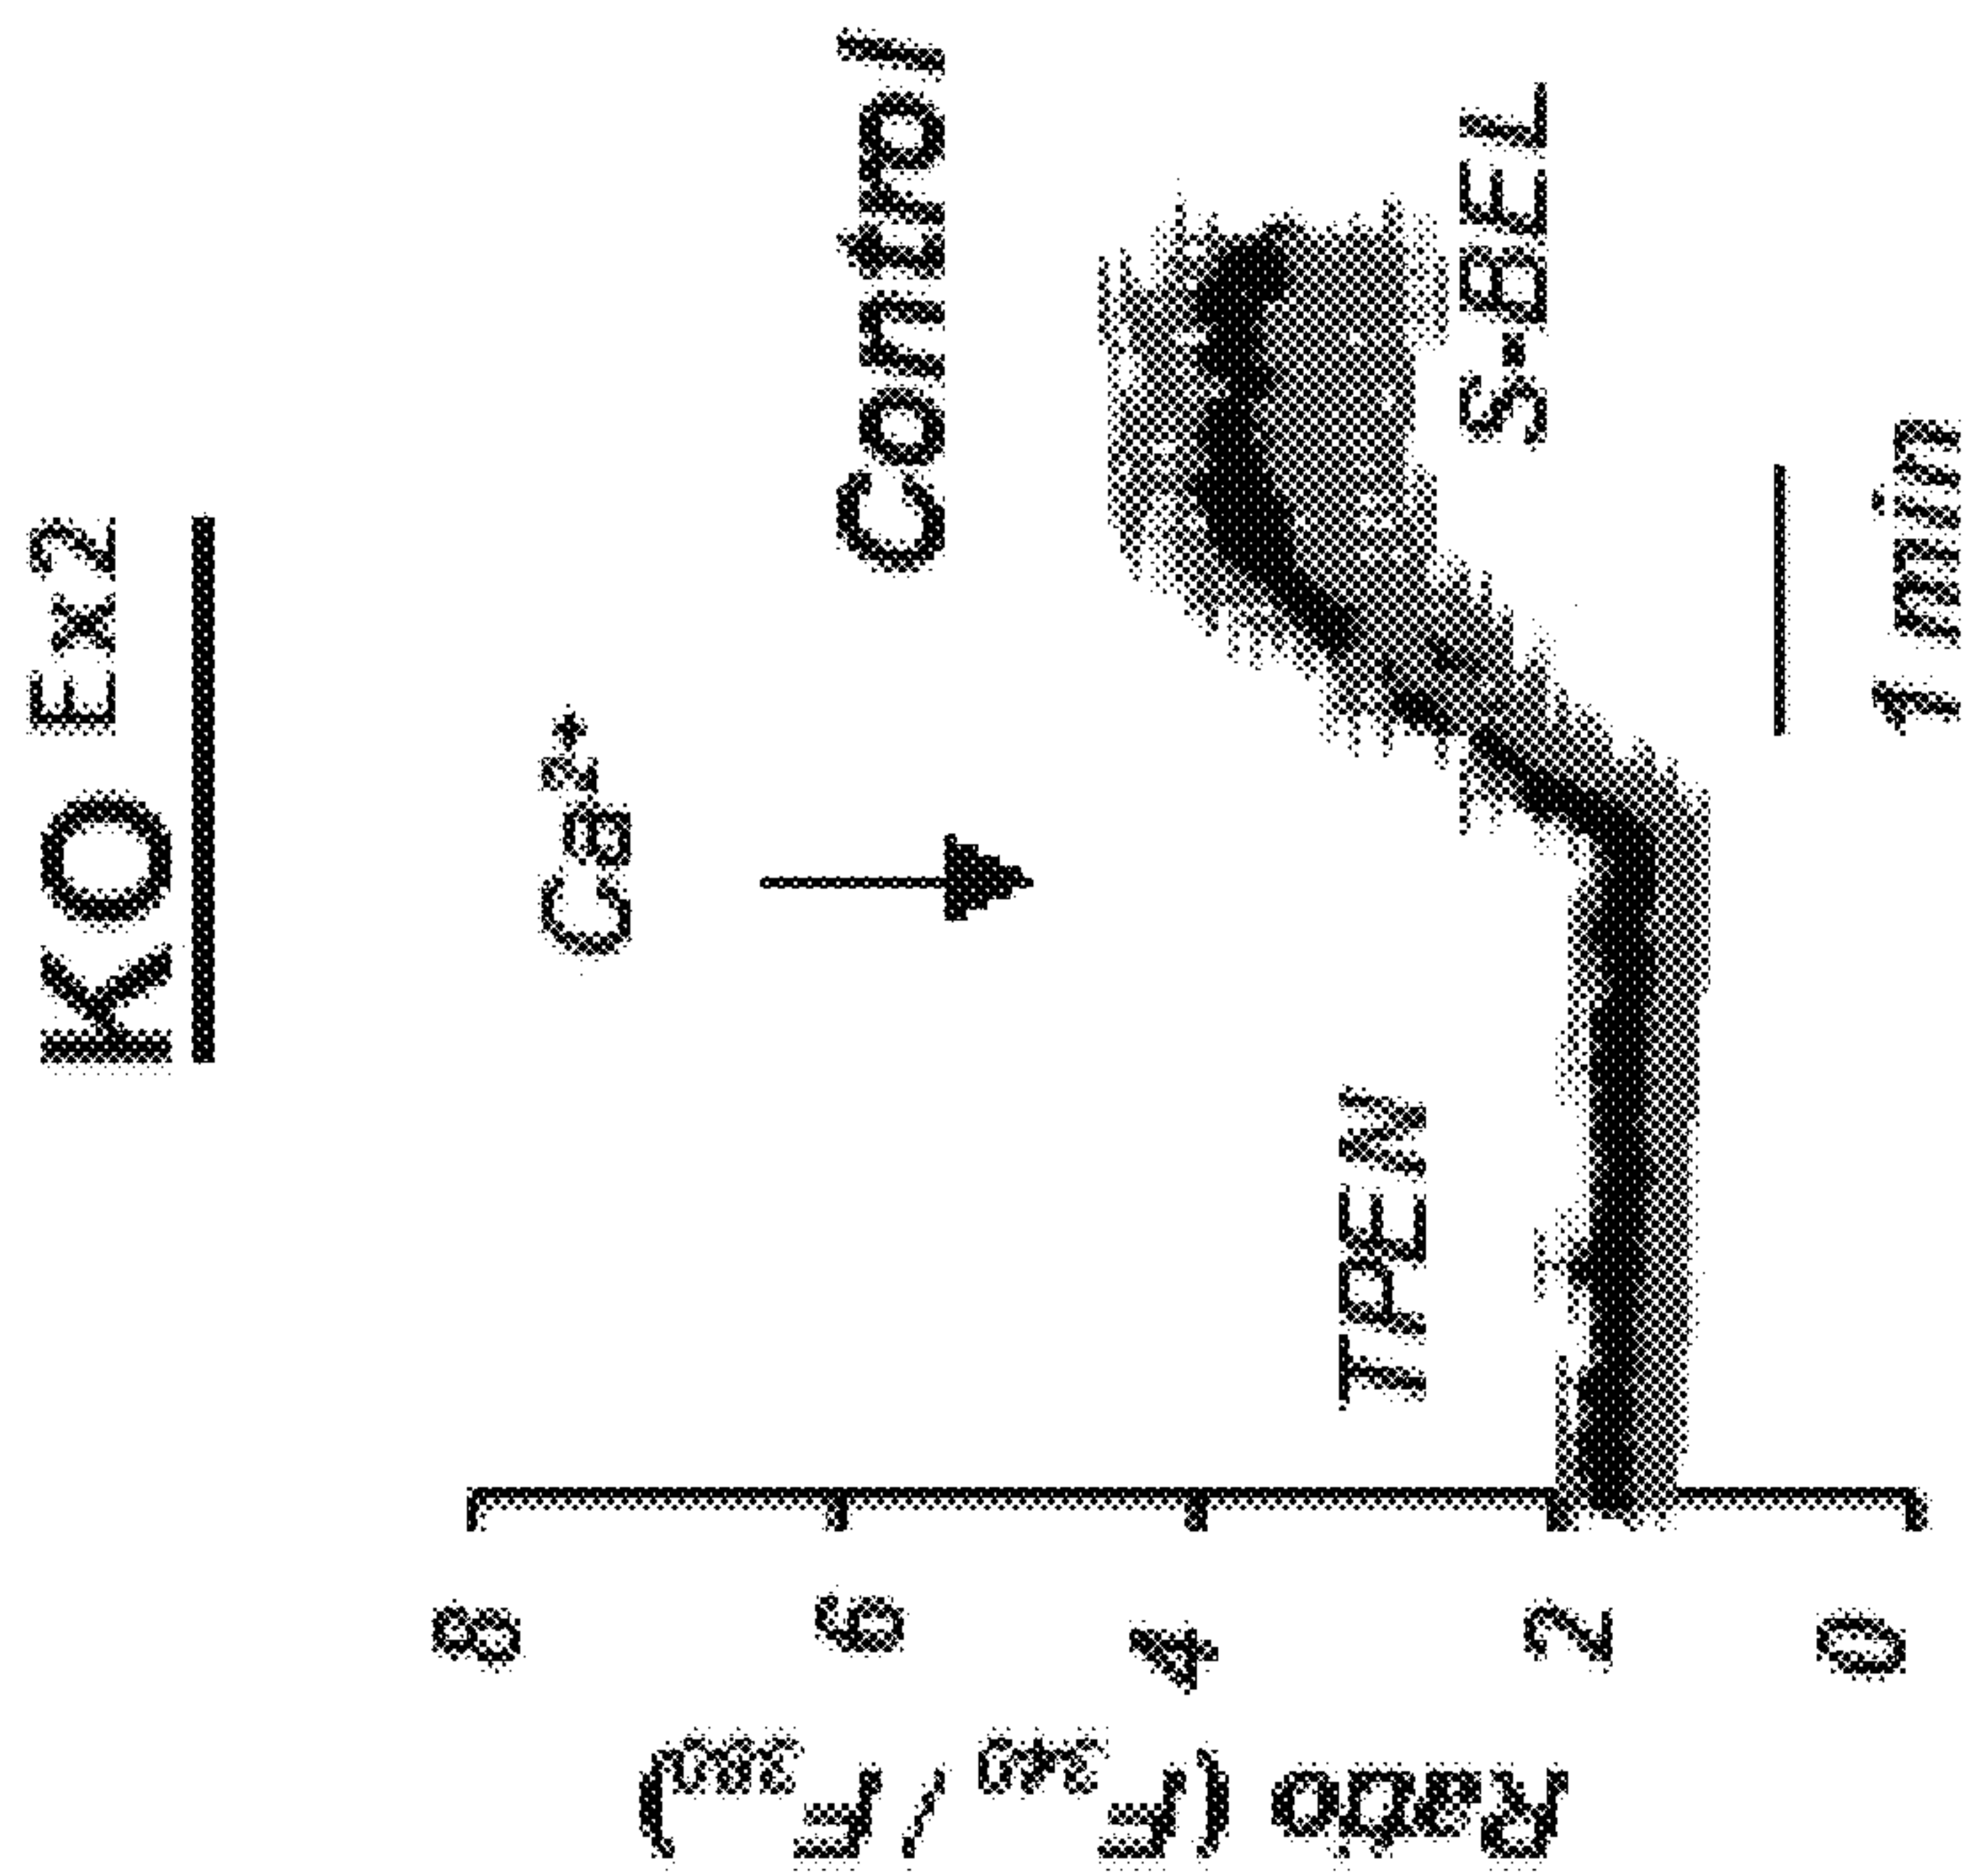 KO Ex2
Ca2+
Control
TPEN
S-BEL
1 min
8
6
4
2
0
Ratio (F340 /F380)